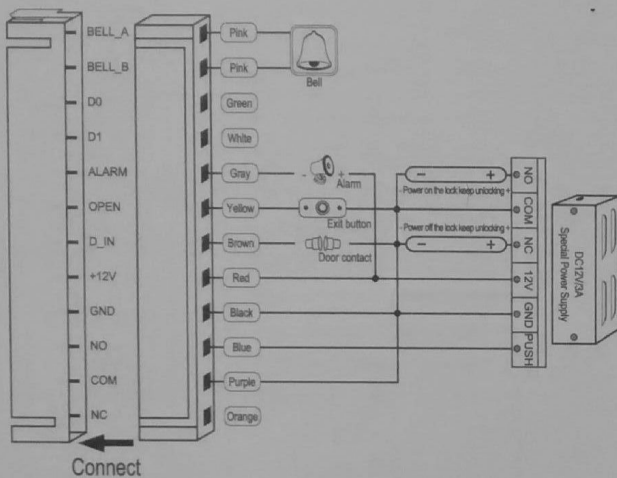 BELL_A
Pink
BELL_B
Pink
Bell
D0
Green
D1
White
ALARM
Gray
- +
Alarm
- +
NO
- Power on the lock keep unlocking +
OPEN
Yellow
Exit button
COM
- Power off the lock keep unlocking +
D_IN
Brown
Door contact
- +
NC
+12V
Red
12V
GND
Black
GND
NO
Blue
PUSH
COM
Purple
NC
Orange
DC12V/3A
Special Power Supply
Connect